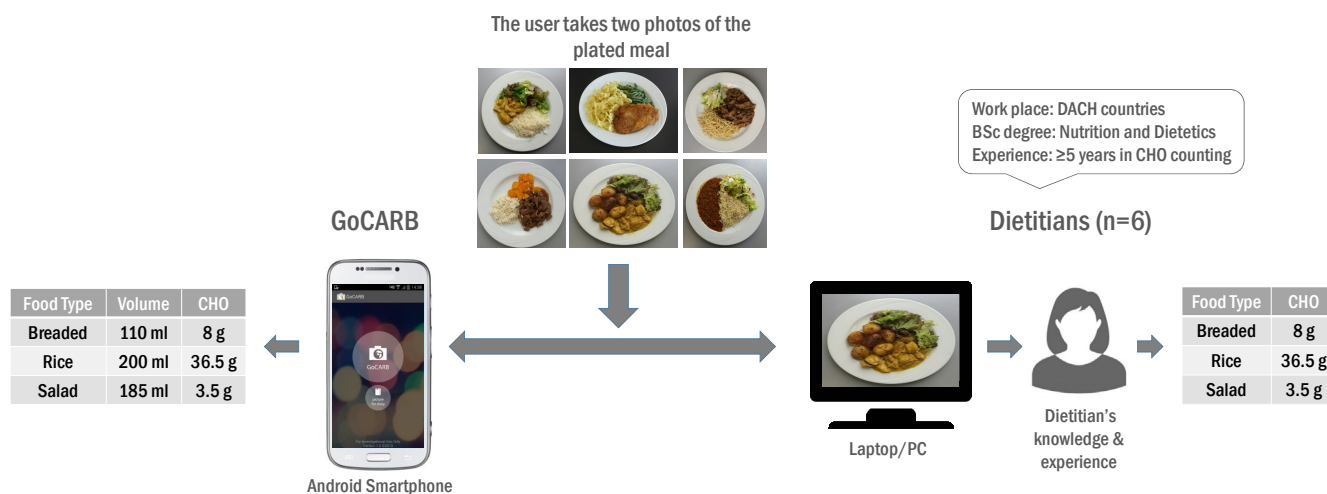 The user takes two photos of the
plated meal
Work place: DACH countries
BSc degree: Nutrition and Dietetics
Experience: ≥5 years in CHO counting
GoCARB
Dietitians (n=6)
Food Type Volume CHO
Breaded 110 ml 8 g
Rice 200 ml 36.5 g
Salad 185 ml 3.5 g
14:58
GoCARB
GoCARB
Android Smartphone
Laptop/PC
Dietitian's
knowledge &
experience
Food Type CHO
Breaded 8 g
Rice 36.5 g
Salad 3.5 g